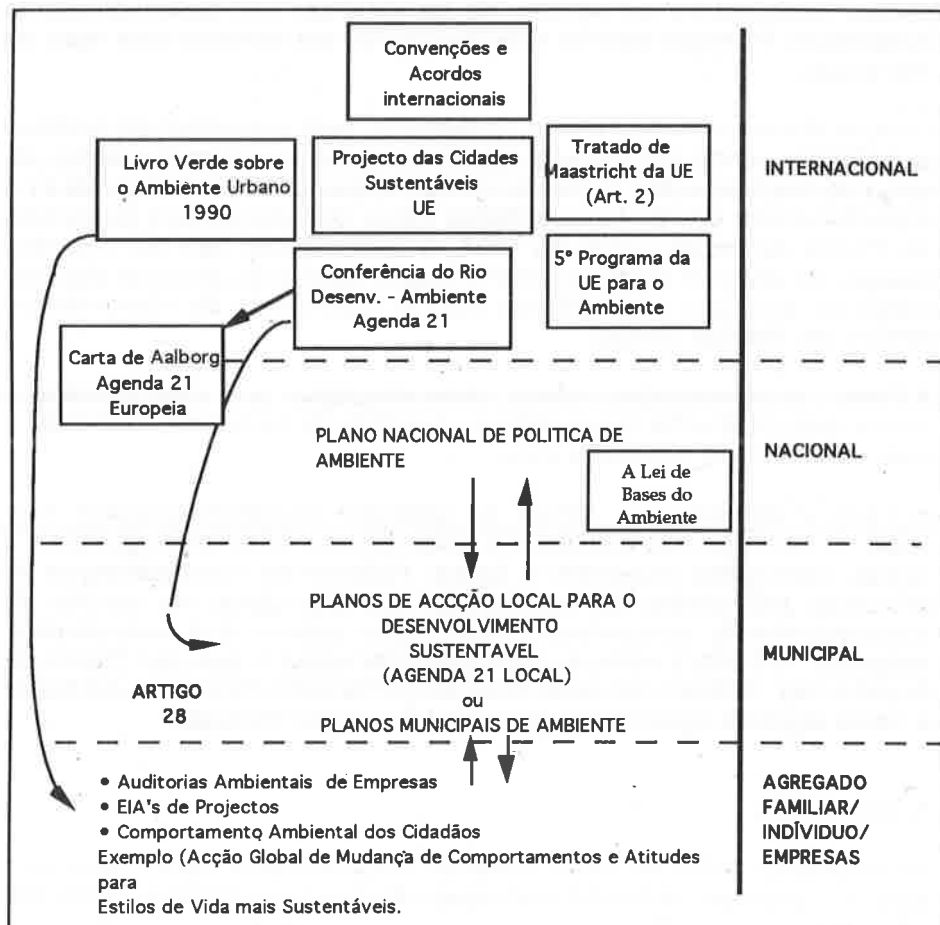 Convenções e
Acordos
internacionais
Livro Verde sobre
o Ambiente Urbano
1990
Projecto das Cidades
Sustentáveis
UE
Tratado de
Maastricht da UE
(Art. 2)
INTERNACIONAL
Conferência do Rio
Desenv. - Ambiente
Agenda 21
5º Programa da
UE para o
Ambiente
Carta de Aalborg
Agenda 21
Europeia
PLANO NACIONAL DE POLITICA DE
AMBIENTE
A Lei de
Bases do
Ambiente
NACIONAL
PLANOS DE ACCÇÃO LOCAL PARA O
DESENVOLVIMENTO
SUSTENTAVEL
(AGENDA 21 LOCAL)
ou
PLANOS MUNICIPAIS DE AMBIENTE
MUNICIPAL
ARTIGO
28
• Auditorias Ambientais de Empresas
• EIA's de Projectos
• Comportamento Ambiental dos Cidadãos
Exemplo (Acção Global de Mudança de Comportamentos e Atitudes
para
Estilos de Vida mais Sustentáveis.
AGREGADO
FAMILIAR/
INDÍVIDUO/
EMPRESAS